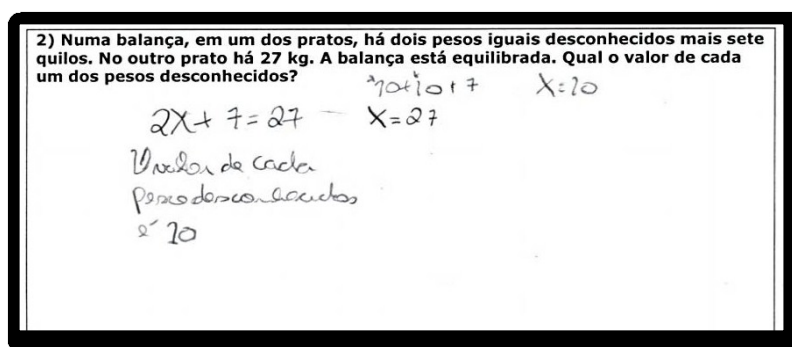 2) Numa balança, em um dos pratos, há dois pesos iguais desconhecidos mais sete
quilos. No outro prato há 27 kg. A balança está equilibrada. Qual o valor de cada
um dos pesos desconhecidos?
10+10+7 X=10
2X+7=27 X=27
O valor de cada
peso desconhecidos
é 10